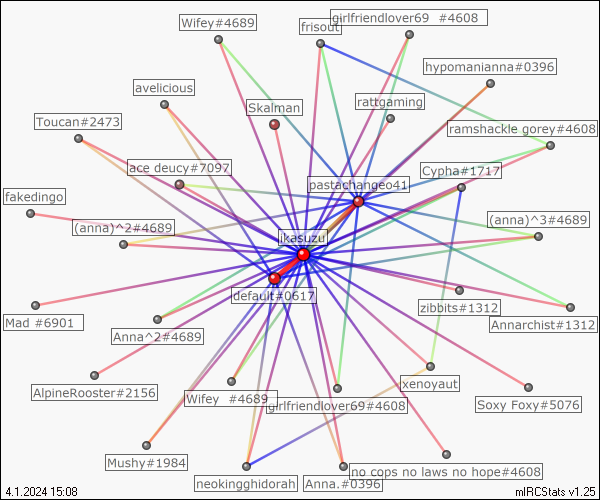 Wifey#4689
frisout
girlfriendlover69 #4608
hypomanianna#0396
avelicious
Skalman
rattgaming
Toucan#2473
ramshackle gorey#4608
ace deucy#7097
pastachangeo41
Cypha#1717
fakedingo
(anna)^2#4689
ikasuzu
(anna)^3#4689
default#0617
Mad #6901
Anna^2#4689
zibbits#1312
Annarchist#1312
AlpineRooster#2156
Wifey #4689
girlfriendlover69#4608
xenoyaut
Soxy Foxy#5076
Mushy#1984
neokingghidorah
Anna.#0396
no cops no laws no hope#4608
4.1.2024 15:08
mIRCStats v1.25